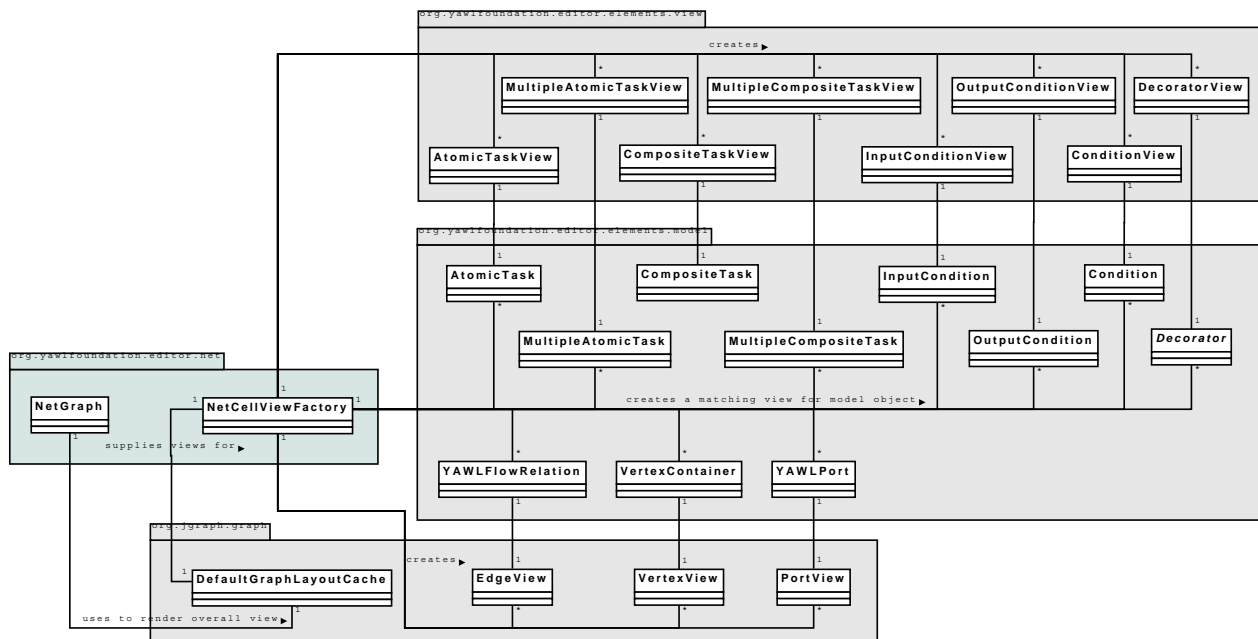 org.yawlfoundation.editor.elements.view
creates
* * * * *
MultipleAtomicTaskView MultipleCompositeTaskView OutputConditionView DecoratorView
1 1 1 1
* * * *
AtomicTaskView CompositeTaskView InputConditionView ConditionView
1 1 1 1
org.yawlfoundation.editor.elements.model
1 1 1 1
AtomicTask CompositeTask InputCondition Condition
* * *
1 1 1 1
MultipleAtomicTask MultipleCompositeTask OutputCondition Decorator
* * * *
org.yawlfoundation.editor.net
1
NetGraph 1 NetCellViewFactory 1 creates a matching view for model object
1 1
supplies views for
* * *
YAWLFlowRelation VertexContainer YAWLPort
1 1 1
org.jgraph.graph
creates 1 1 1
1 DefaultGraphLayoutCache EdgeView VertexView PortView
1 * * *
uses to render overall view